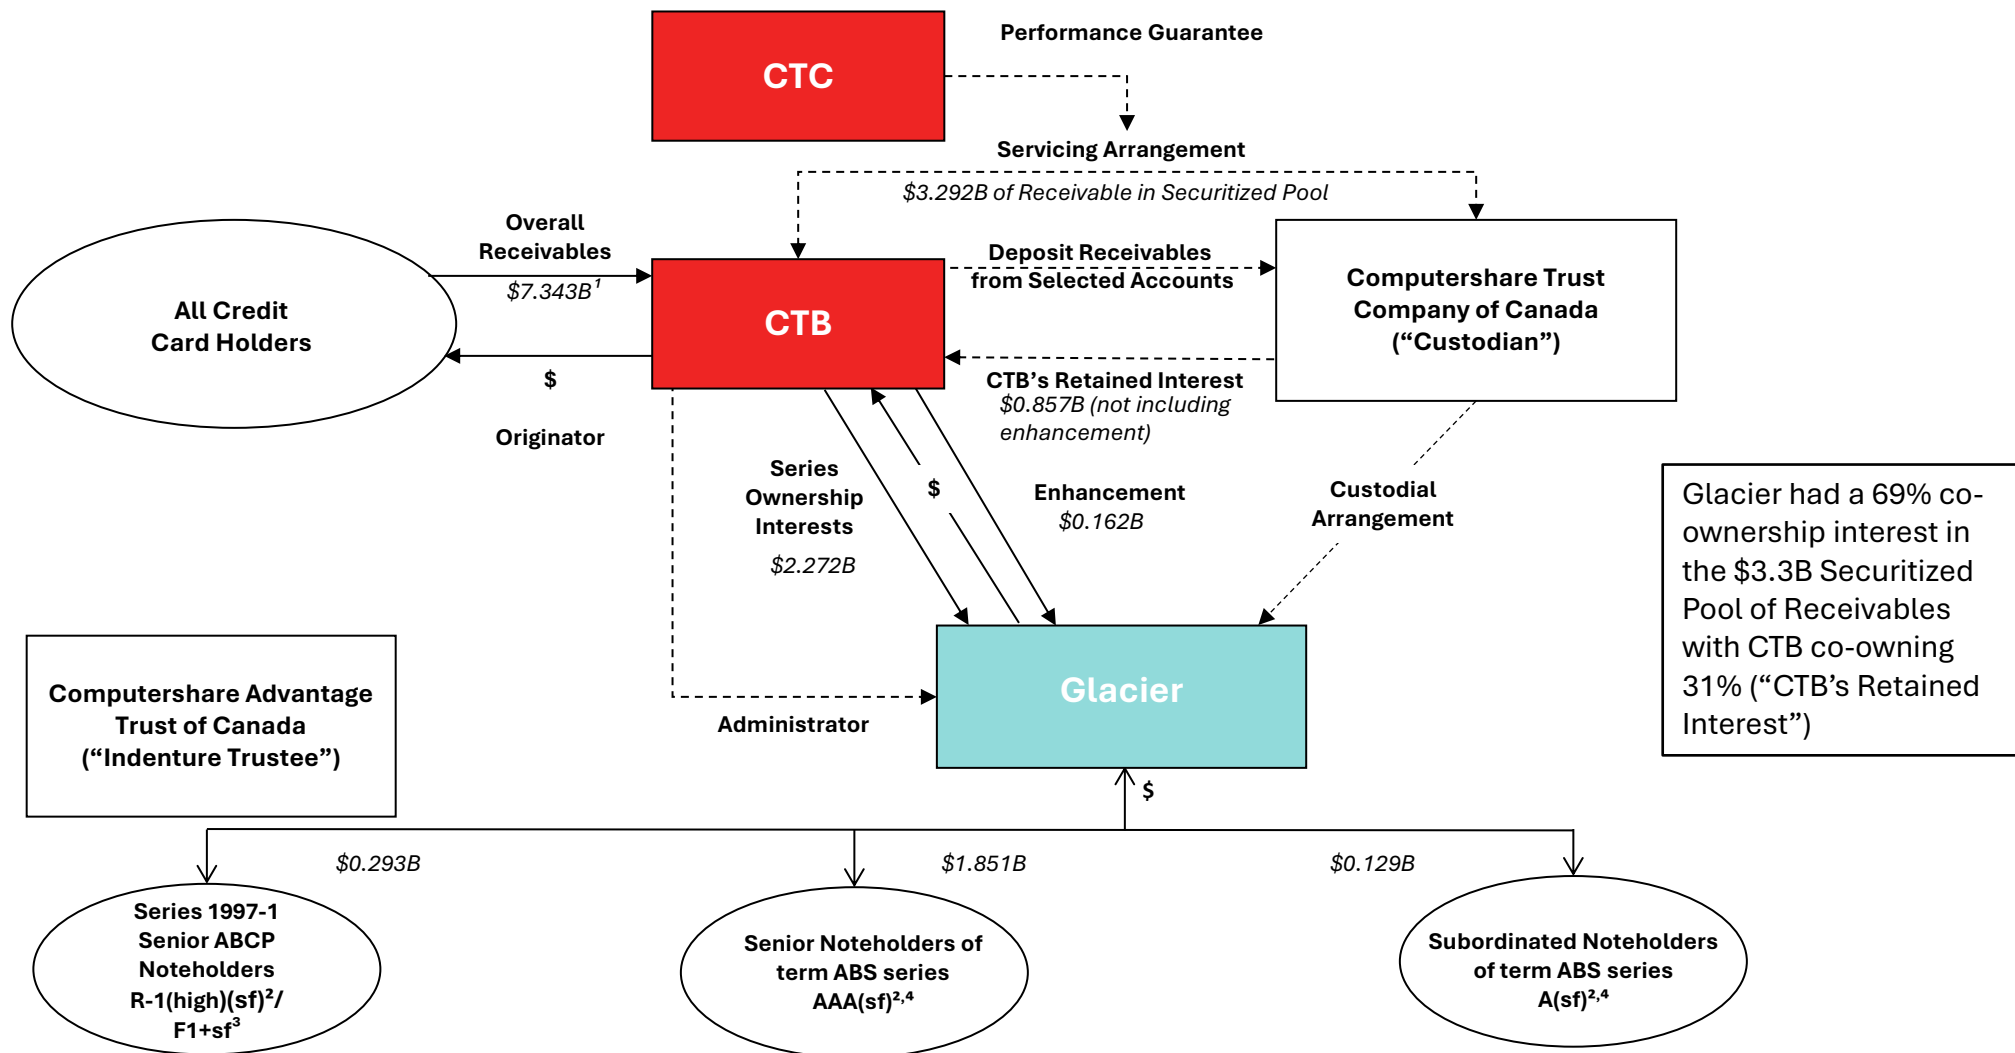 CTC
Performance Guarantee
Servicing Arrangement
$3.292B of Receivable in Securitized Pool
Overall
Receivables
$7.343B¹
All Credit
Card Holders
$
Originator
CTB
Deposit Receivables
from Selected Accounts
Computershare Trust
Company of Canada
(“Custodian”)
CTB’s Retained Interest
$0.857B (not including
enhancement)
Series
Ownership
Interests
$2.272B
$
Enhancement
$0.162B
Custodial
Arrangement
Glacier had a 69% co-
ownership interest in
the $3.3B Securitized
Pool of Receivables
with CTB co-owning
31% (“CTB’s Retained
Interest”)
Computershare Advantage
Trust of Canada
(“Indenture Trustee”)
Administrator
Glacier
$
$0.293B
$1.851B
$0.129B
Series 1997-1
Senior ABCP
Noteholders
R-1(high)(sf)²/
F1+sf³
Senior Noteholders of
term ABS series
AAA(sf)²,⁴
Subordinated Noteholders
of term ABS series
A(sf)²,⁴